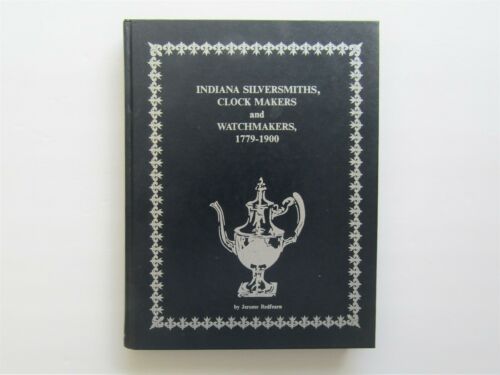 INDIANA SILVERSMITHS,
CLOCK MAKERS
and
WATCHMAKERS,
1779-1900
by Jerome Redfearn